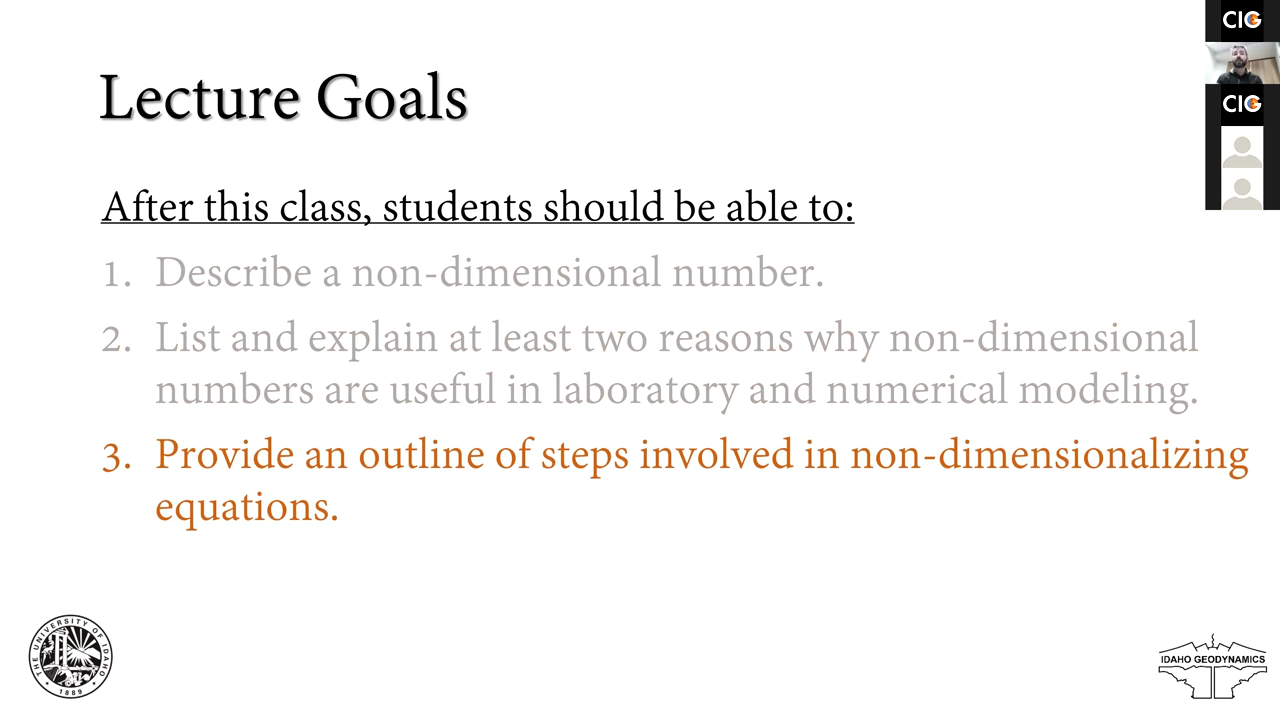 CIG
Lecture Goals
CIG
After this class, students should be able to:
1. Describe a non-dimensional number.
2. List and explain at least two reasons why non-dimensional
numbers are useful in laboratory and numerical modeling.
3. Provide an outline of steps involved in non-dimensionalizing
equations.
THE UNIVERSITY OF IDAHO
1889
IDAHO GEODYNAMICS